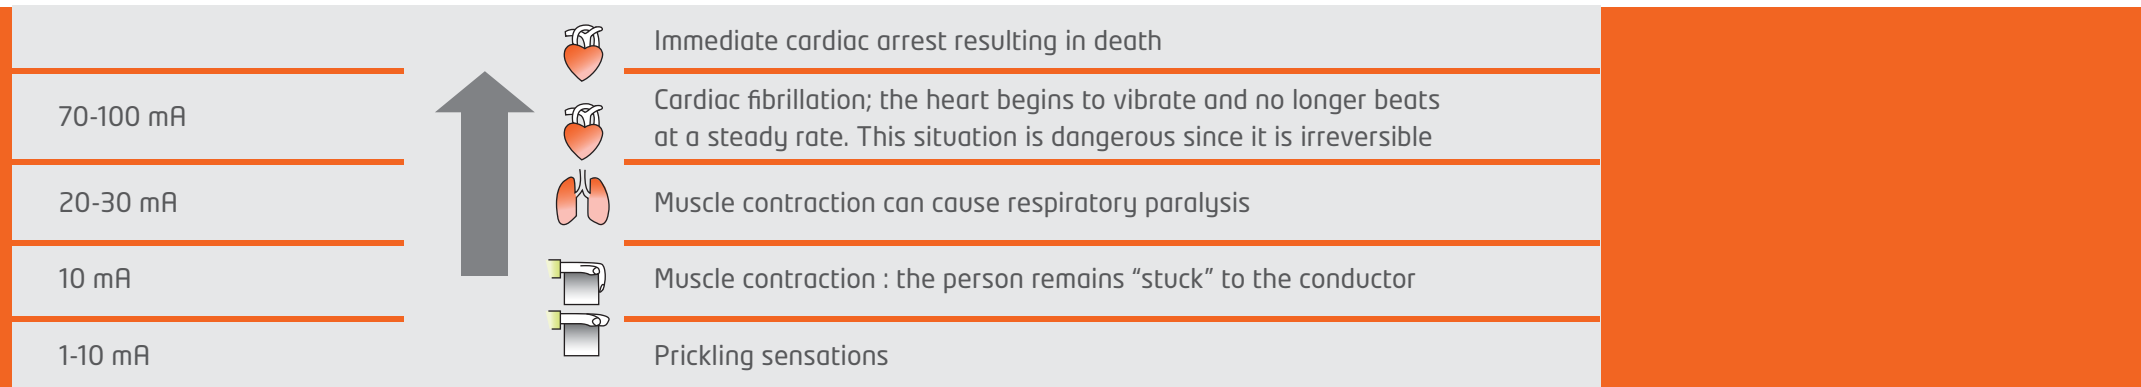 Immediate cardiac arrest resulting in death
70-100 mA
Cardiac fibrillation; the heart begins to vibrate and no longer beats
at a steady rate. This situation is dangerous since it is irreversible
20-30 mA
Muscle contraction can cause respiratory paralysis
10 mA
Muscle contraction : the person remains “stuck” to the conductor
1-10 mA
Prickling sensations